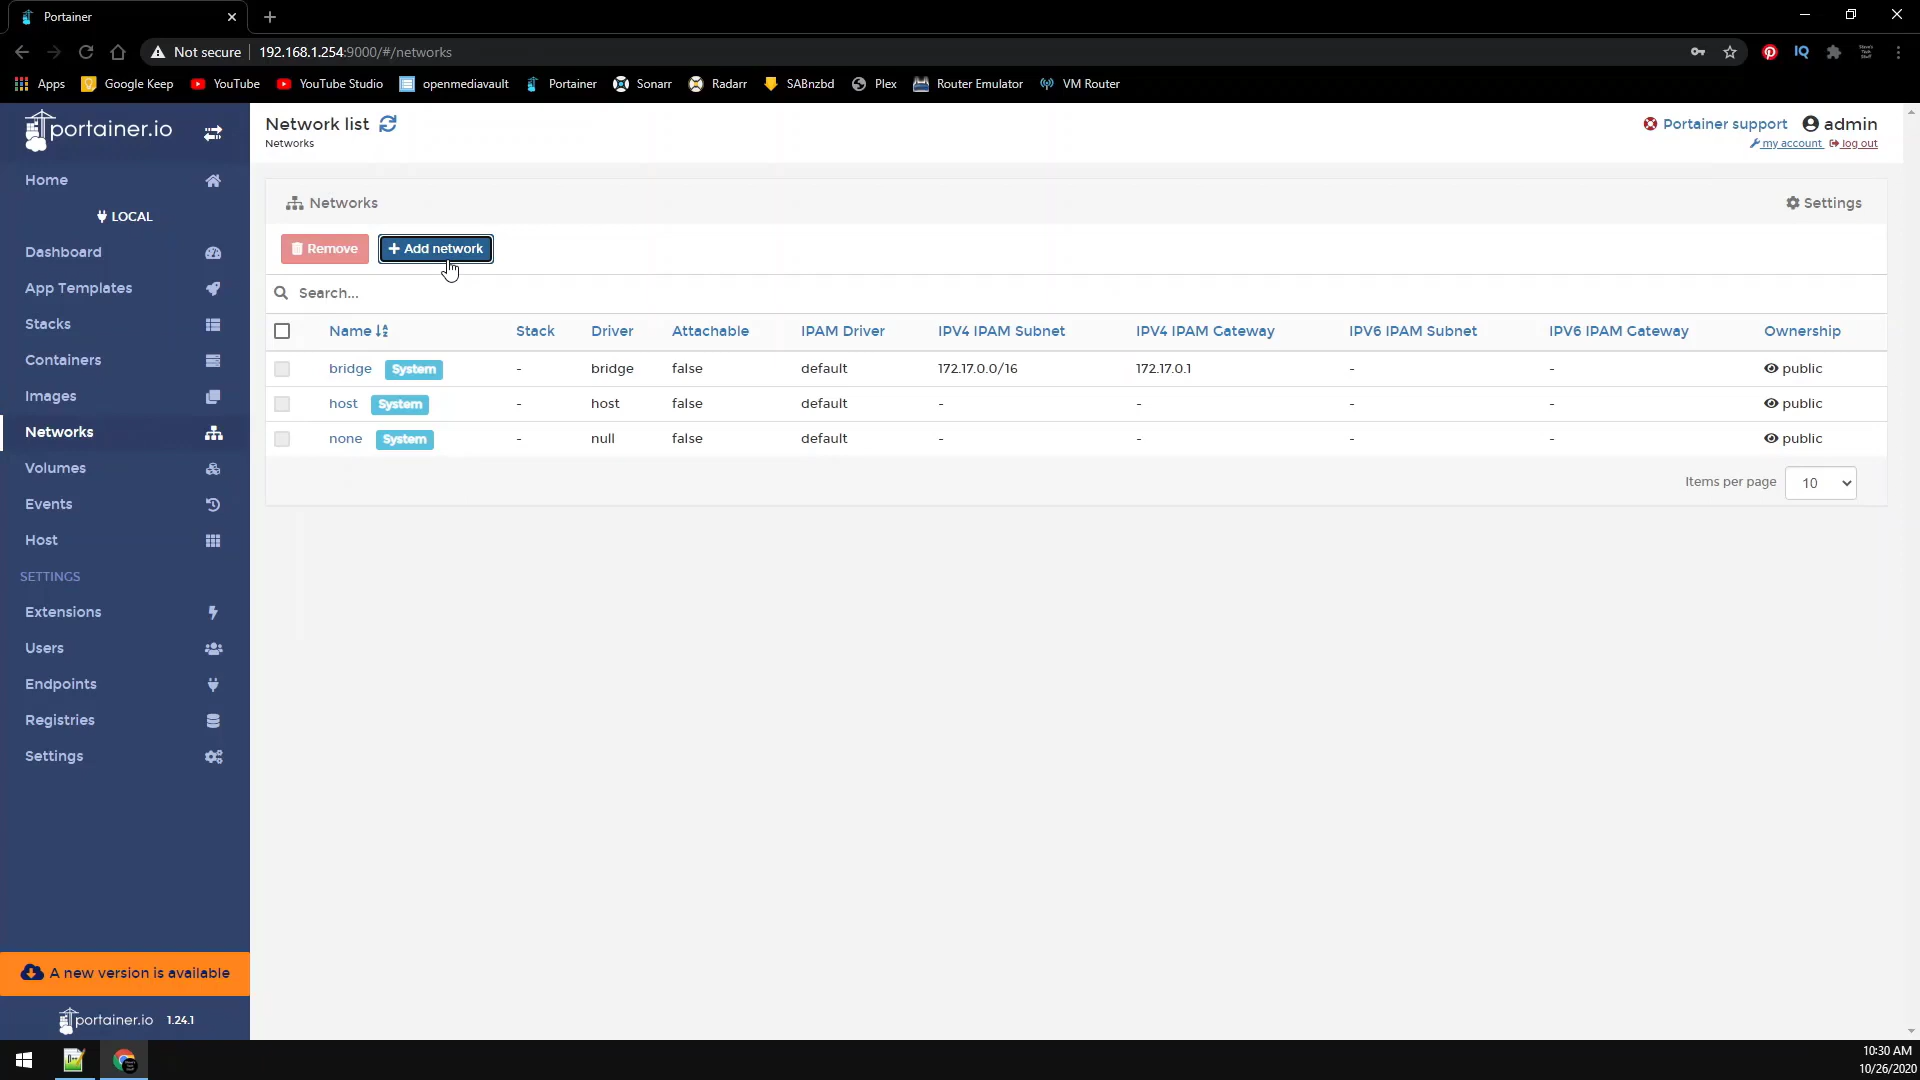 Portainer
Not secure 192.168.1.254:9000/#/networks
Apps Google Keep YouTube YouTube Studio openmediavault Portainer Sonarr Radarr SABnzbd Plex Router Emulator VM Router
portainer.io
Home
LOCAL
Dashboard
App Templates
Stacks
Containers
Images
Networks
Volumes
Events
Host
SETTINGS
Extensions
Users
Endpoints
Registries
Settings
A new version is available
portainer.io 1.24.1
Network list
Networks
Portainer support admin
my account log out
Networks Settings
Remove + Add network
Search...
Name Stack Driver Attachable IPAM Driver IPV4 IPAM Subnet IPV4 IPAM Gateway IPV6 IPAM Subnet IPV6 IPAM Gateway Ownership
bridge System - bridge false default 172.17.0.0/16 172.17.0.1 - - public
host System - host false default - - - - public
none System - null false default - - - - public
Items per page 10
10:30 AM
10/26/2020